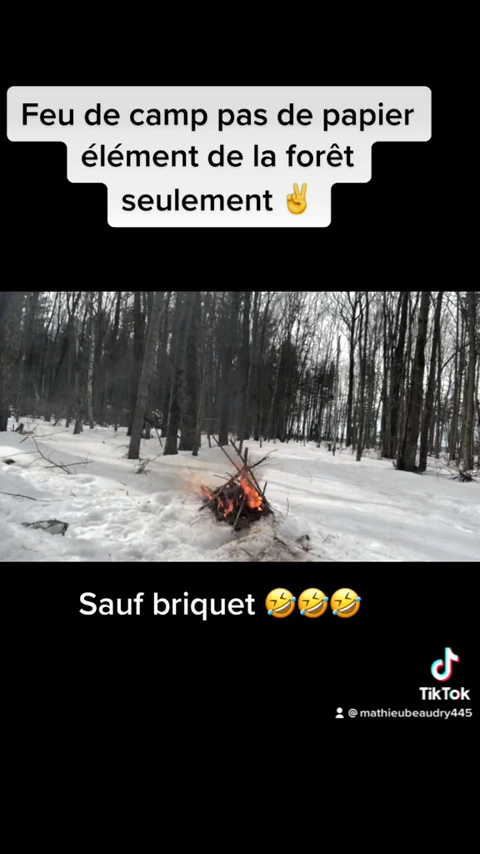 Feu de camp pas de papier
élément de la forêt
seulement ✌️
Sauf briquet 🤣🤣🤣
TikTok
@mathieubeaudry445